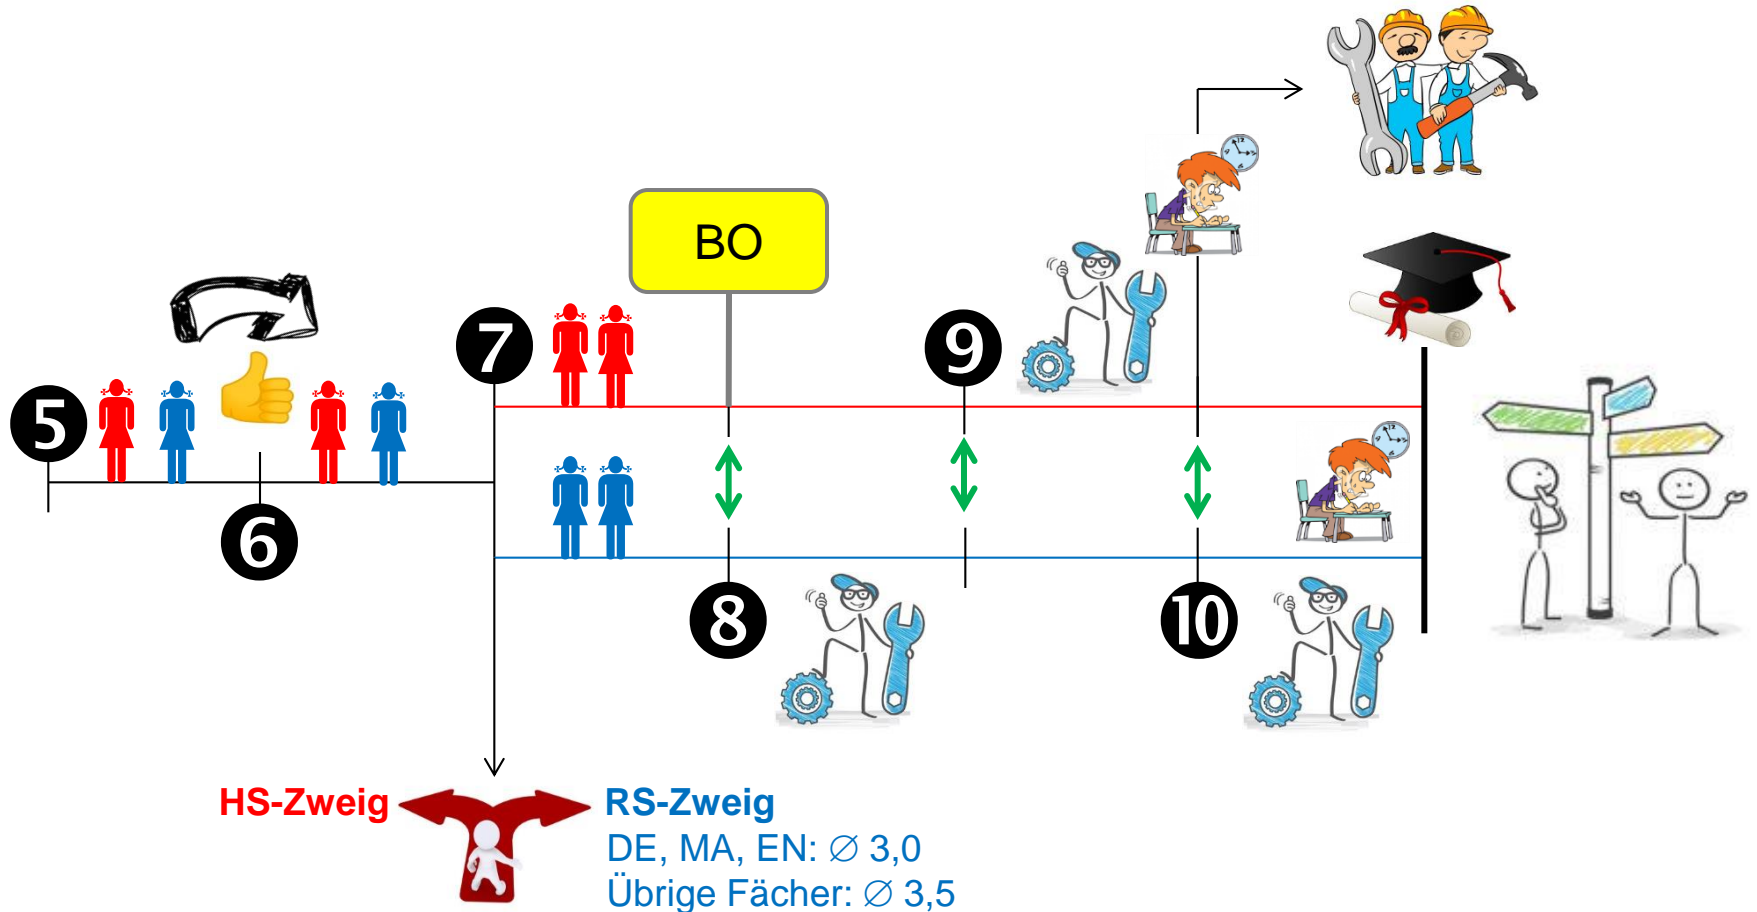 BO
7
9
5
6
8
10
HS-Zweig
RS-Zweig
DE, MA, EN: ∅ 3,0
Übrige Fächer: ∅ 3,5